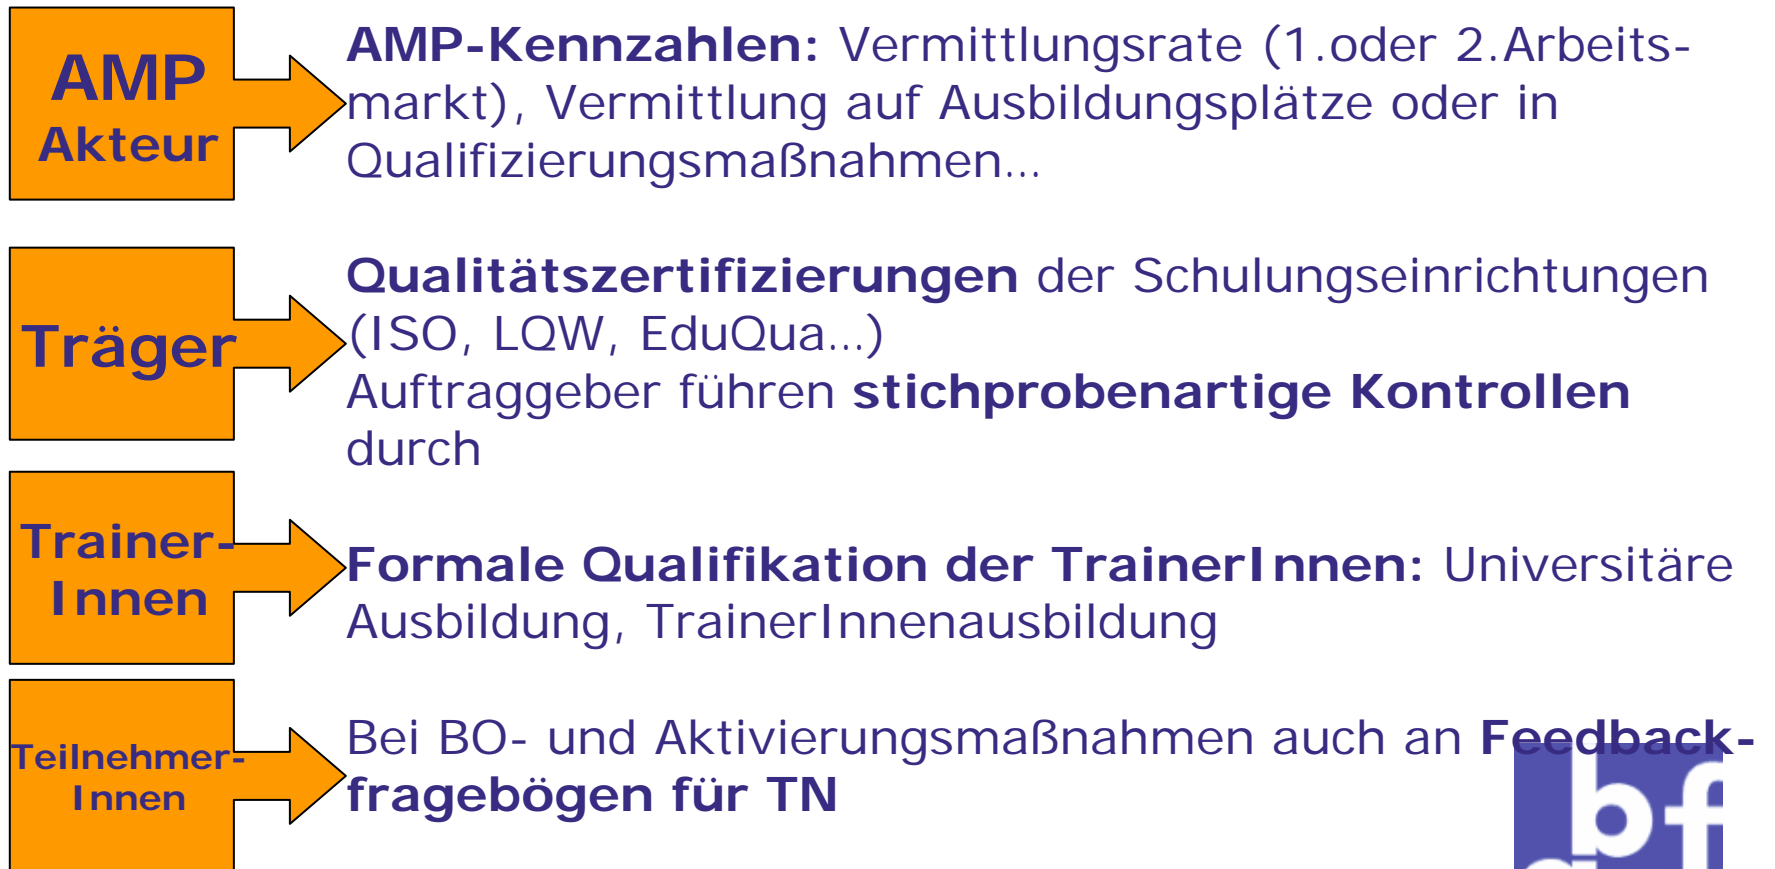 AMP
Akteur
AMP-Kennzahlen: Vermittlungsrate (1.oder 2.Arbeits-
markt), Vermittlung auf Ausbildungsplätze oder in
Qualifizierungsmaßnahmen…
Träger
Qualitätszertifizierungen der Schulungseinrichtungen
(ISO, LQW, EduQua…)
Auftraggeber führen stichprobenartige Kontrollen
durch
Trainer-
Innen
Formale Qualifikation der TrainerInnen: Universitäre
Ausbildung, TrainerInnenausbildung
Teilnehmer-
Innen
Bei BO- und Aktivierungsmaßnahmen auch an Feedback-
fragebögen für TN
bf